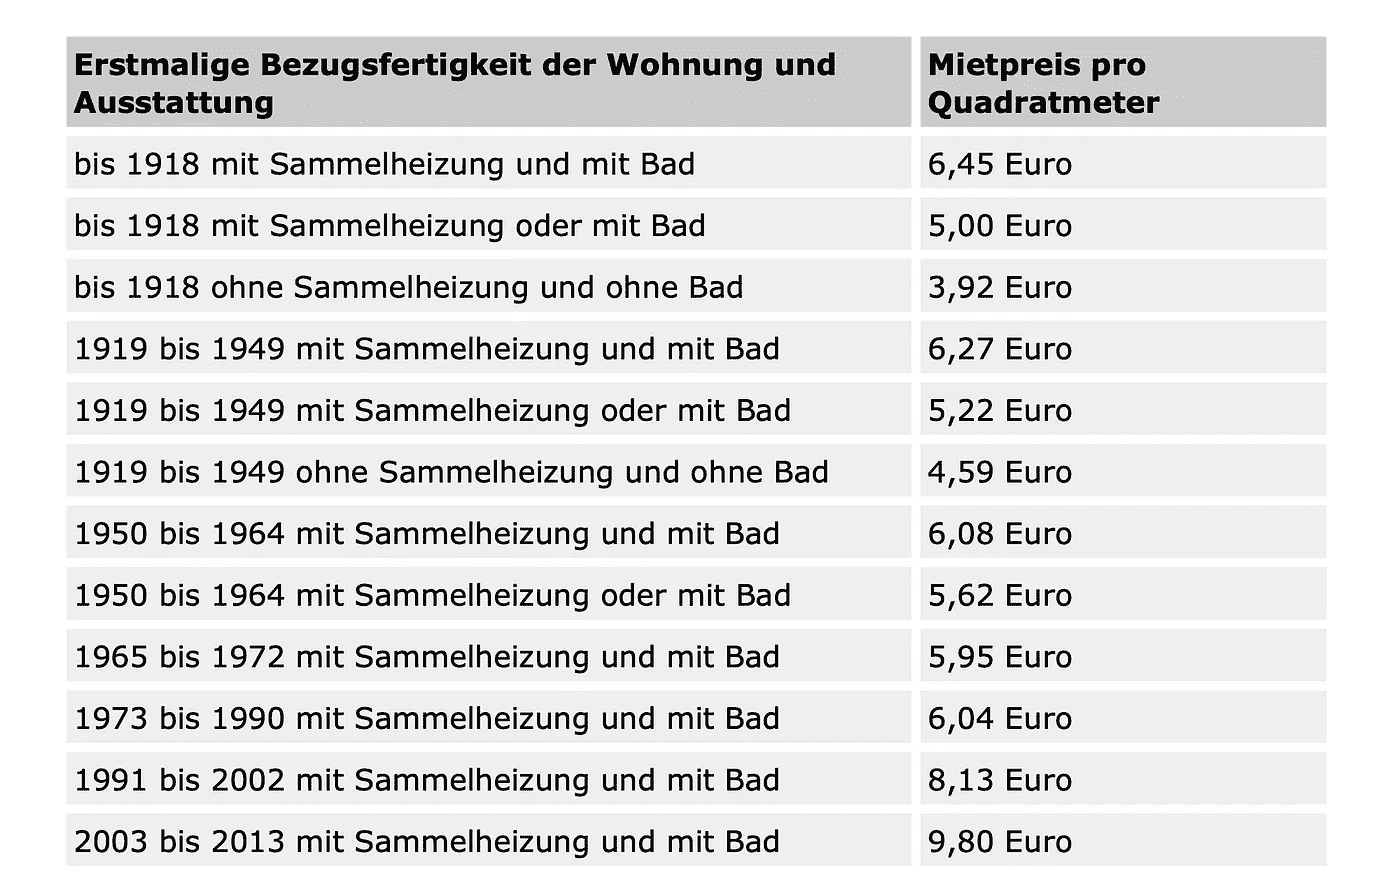 Erstmalige Bezugsfertigkeit der Wohnung und
Ausstattung
Mietpreis pro
Quadratmeter
bis 1918 mit Sammelheizung und mit Bad 6,45 Euro
bis 1918 mit Sammelheizung oder mit Bad 5,00 Euro
bis 1918 ohne Sammelheizung und ohne Bad 3,92 Euro
1919 bis 1949 mit Sammelheizung und mit Bad 6,27 Euro
1919 bis 1949 mit Sammelheizung oder mit Bad 5,22 Euro
1919 bis 1949 ohne Sammelheizung und ohne Bad 4,59 Euro
1950 bis 1964 mit Sammelheizung und mit Bad 6,08 Euro
1950 bis 1964 mit Sammelheizung oder mit Bad 5,62 Euro
1965 bis 1972 mit Sammelheizung und mit Bad 5,95 Euro
1973 bis 1990 mit Sammelheizung und mit Bad 6,04 Euro
1991 bis 2002 mit Sammelheizung und mit Bad 8,13 Euro
2003 bis 2013 mit Sammelheizung und mit Bad 9,80 Euro